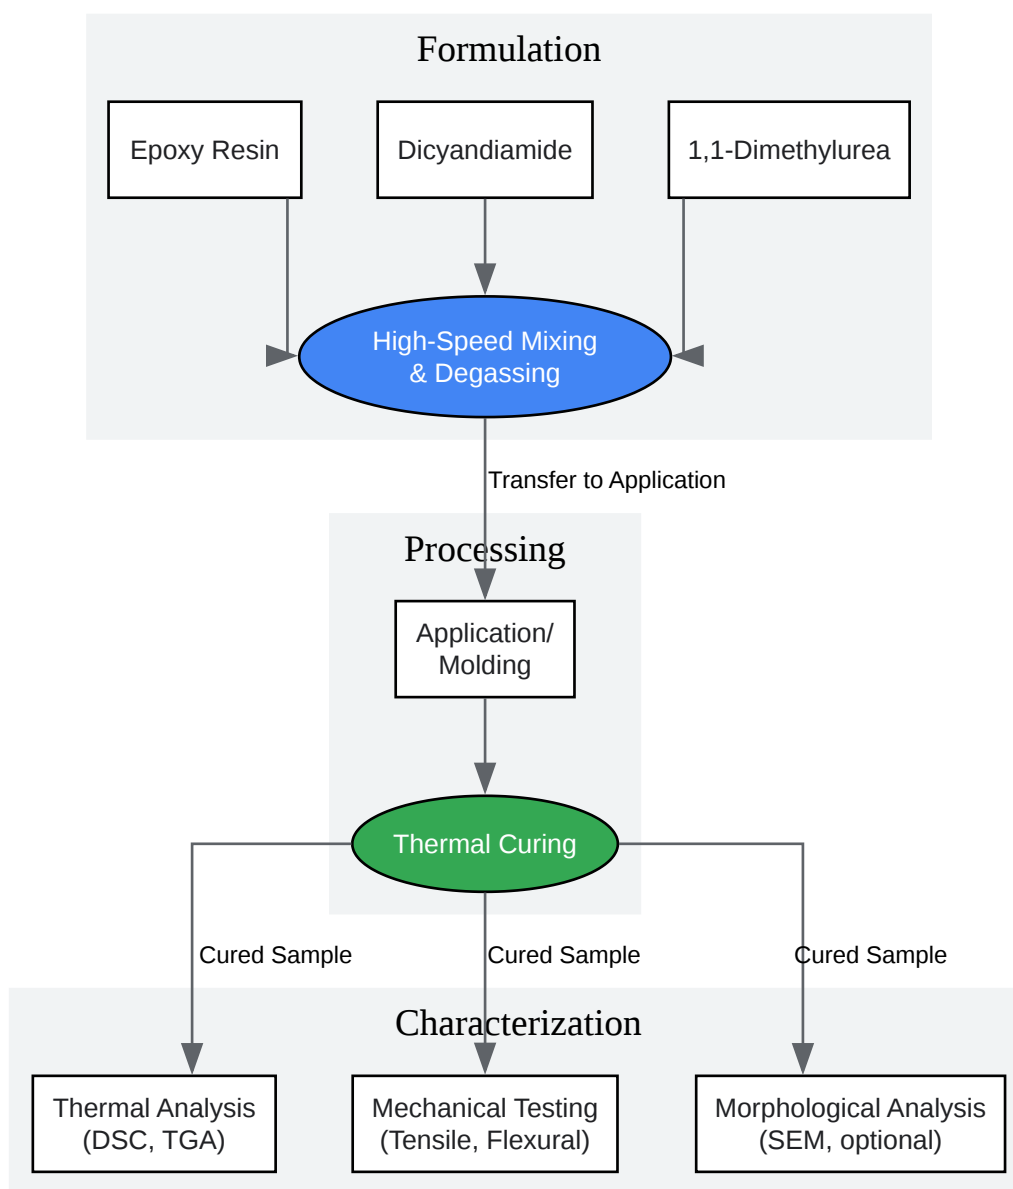 Formulation
Epoxy Resin
Dicyandiamide
1,1-Dimethylurea
High-Speed Mixing
& Degassing
Transfer to Application
Processing
Application/
Molding
Thermal Curing
Cured Sample
Cured Sample
Cured Sample
Characterization
Thermal Analysis
(DSC, TGA)
Mechanical Testing
(Tensile, Flexural)
Morphological Analysis
(SEM, optional)